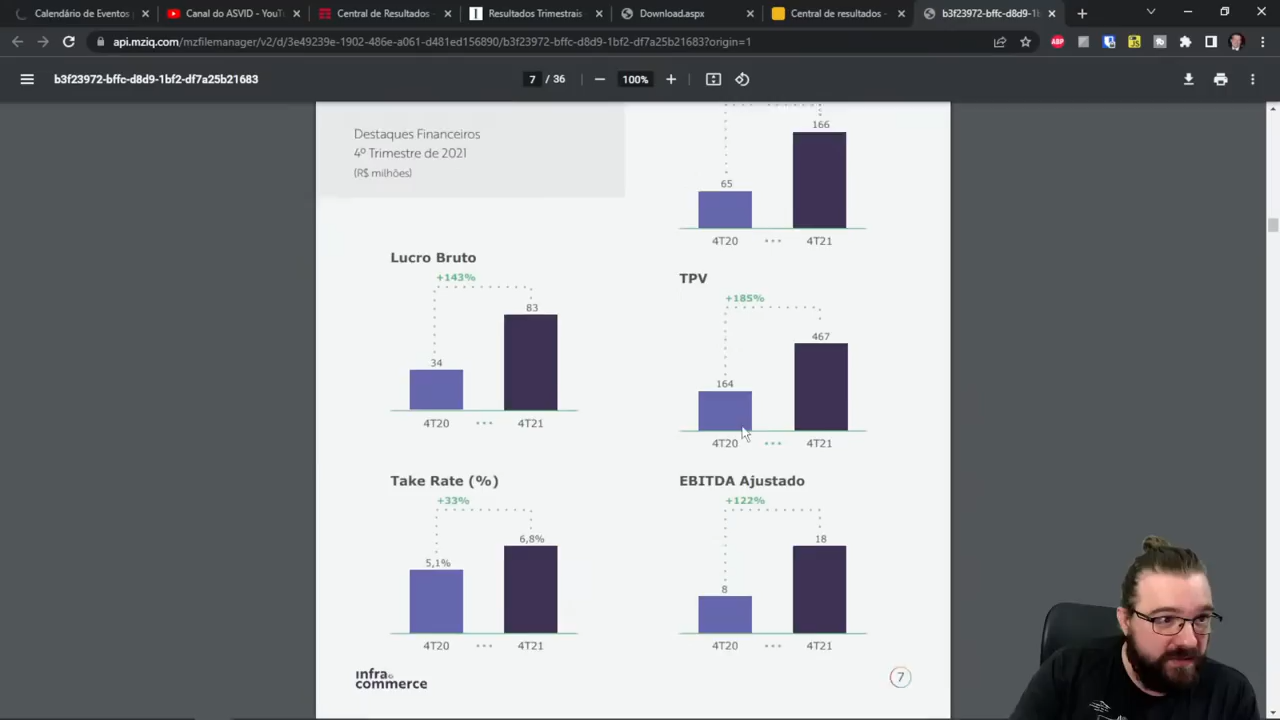 Calendário de Eventos
Canal do ASVID - YouT
Central de Resultados -
Resultados Trimestrais
Download.aspx
Central de resultados -
b3f23972-bffc-d8d9-1
api.mziq.com/mzfilemanager/v2/d/3e49239e-1902-486e-a061-d481ed156890/b3f23972-bffc-d8d9-1bf2-df7a25b21683?origin=1
ABP
b3f23972-bffc-d8d9-1bf2-df7a25b21683
7 / 36
100%
Destaques Financeiros
4º Trimestre de 2021
(R$ milhões)
166
65
4T20 ••• 4T21
Lucro Bruto
+143%
83
34
4T20 ••• 4T21
TPV
+185%
467
164
4T20 ••• 4T21
Take Rate (%)
+33%
6,8%
5,1%
4T20 ••• 4T21
EBITDA Ajustado
+122%
18
8
4T20 ••• 4T21
infra
commerce
7